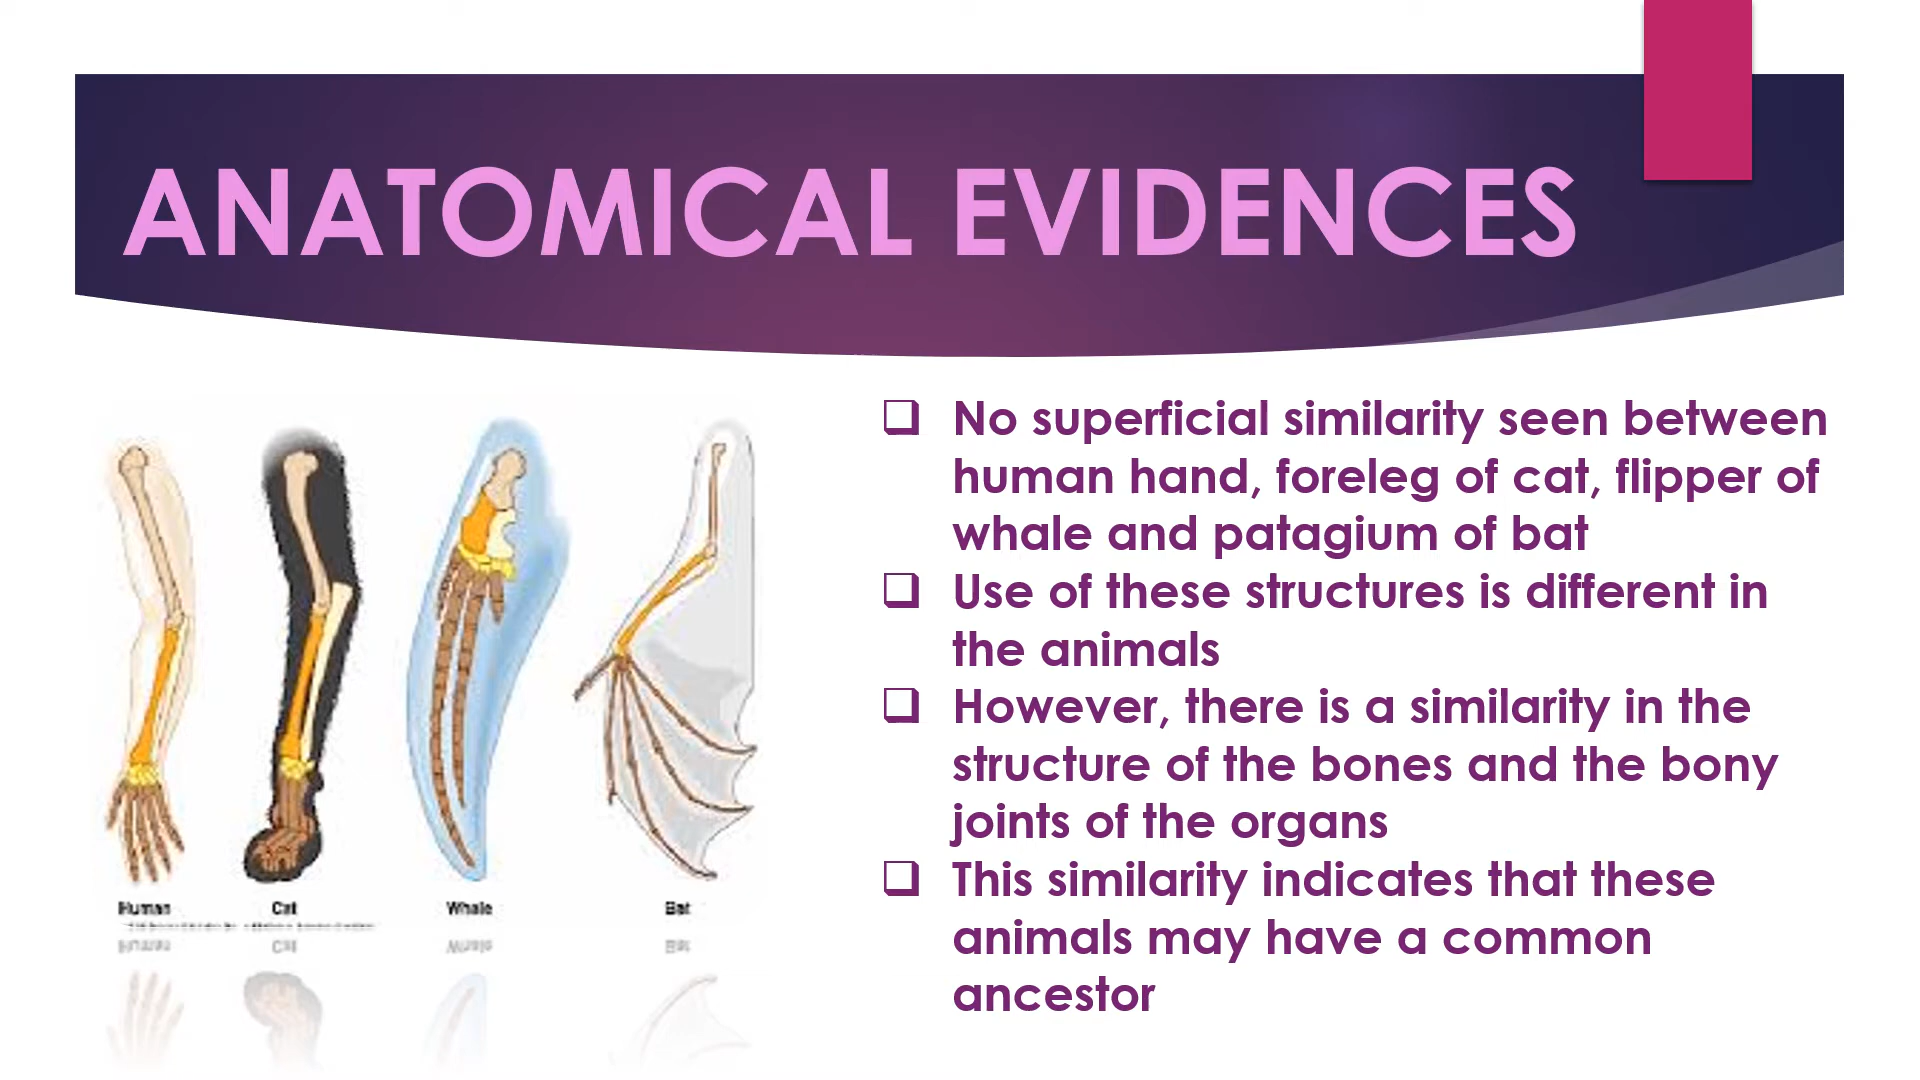 ANATOMICAL EVIDENCES
No superficial similarity seen between
human hand, foreleg of cat, flipper of
whale and patagium of bat
Use of these structures is different in
the animals
However, there is a similarity in the
structure of the bones and the bony
joints of the organs
This similarity indicates that these
animals may have a common
ancestor
Human Cat Whale Bat